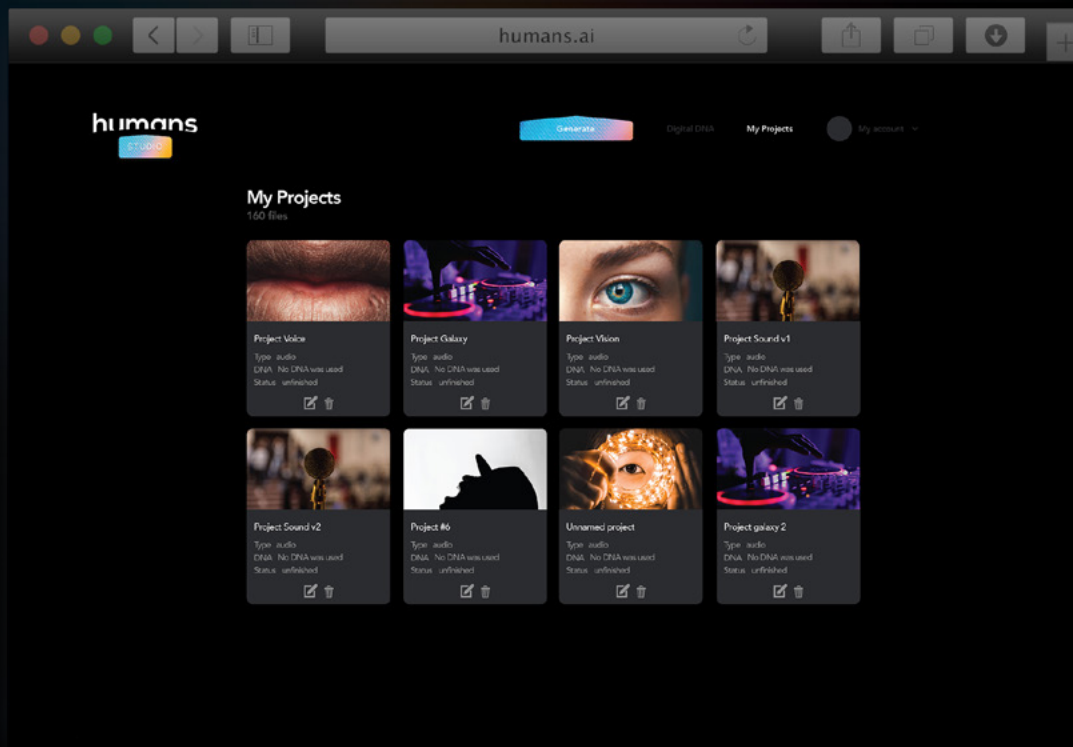 humans.ai
humans
STUDIO
Generate
Digital DNA
My Projects
My account
My Projects
160 files
Project Voice
Type audio
DNA No DNA was used
Status unfinished
Project Galaxy
Type audio
DNA No DNA was used
Status unfinished
Project Vision
Type audio
DNA No DNA was used
Status unfinished
Project Sound v1
Type audio
DNA No DNA was used
Status unfinished
Project Sound v2
Type audio
DNA No DNA was used
Status unfinished
Project #6
Type audio
DNA No DNA was used
Status unfinished
Unnamed project
Type audio
DNA No DNA was used
Status unfinished
Project galaxy 2
Type audio
DNA No DNA was used
Status unfinished